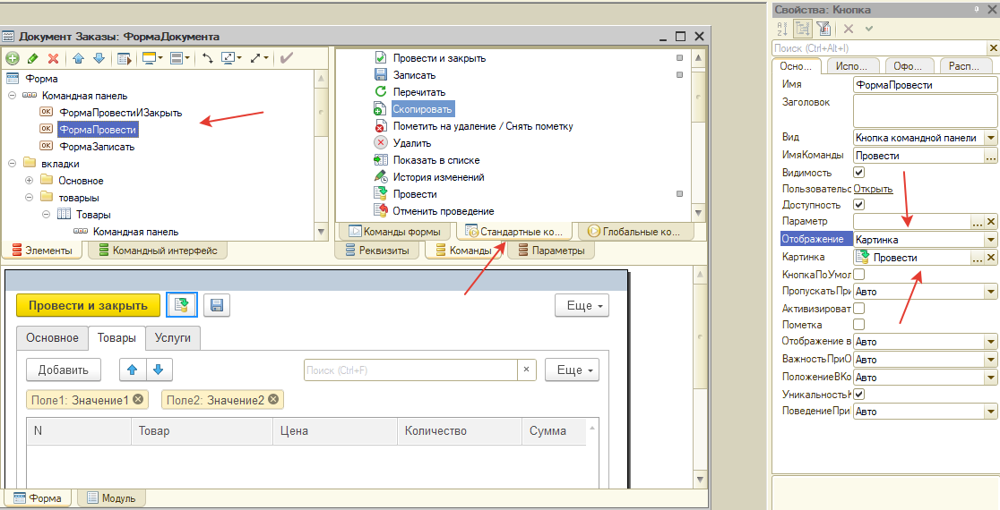 Документ Заказы: ФормаДокумента
Форма
Командная панель
ФормаПровестиИЗакрыть
ФормаПровести
ФормаЗаписать
вкладки
Основное
товарыы
Товары
Командная панель
Элементы
Командный интерфейс
Провести и закрыть
Записать
Перечитать
Скопировать
Пометить на удаление / Снять пометку
Удалить
Показать в списке
История изменений
Провести
Отменить проведение
Команды формы
Стандартные ко...
Глобальные ко...
Реквизиты
Команды
Параметры
Провести и закрыть
Еще
Основное
Товары
Услуги
Добавить
Поиск (Ctrl+F)
×
Еще
Поле1: Значение1
Поле2: Значение2
N
Товар
Цена
Количество
Сумма
Форма
Модуль
Свойства: Кнопка
Поиск (Ctrl+Alt+I)
Осно...
Испо...
Офо...
Расп...
Имя
ФормаПровести
Заголовок
Вид
Кнопка командной панели
ИмяКоманды
Провести
...
Видимость
Пользователь
Открыть
Доступность
Параметр
...
Отображение
Картинка
Картинка
Провести
...
КнопкаПоУмол
ПропускатьПри
Авто
Активизироват
Пометка
Отображение в
Авто
ВажностьПриО
Авто
ПоложениеВКо
Авто
УникальностьК
ПоведениеПри
Авто